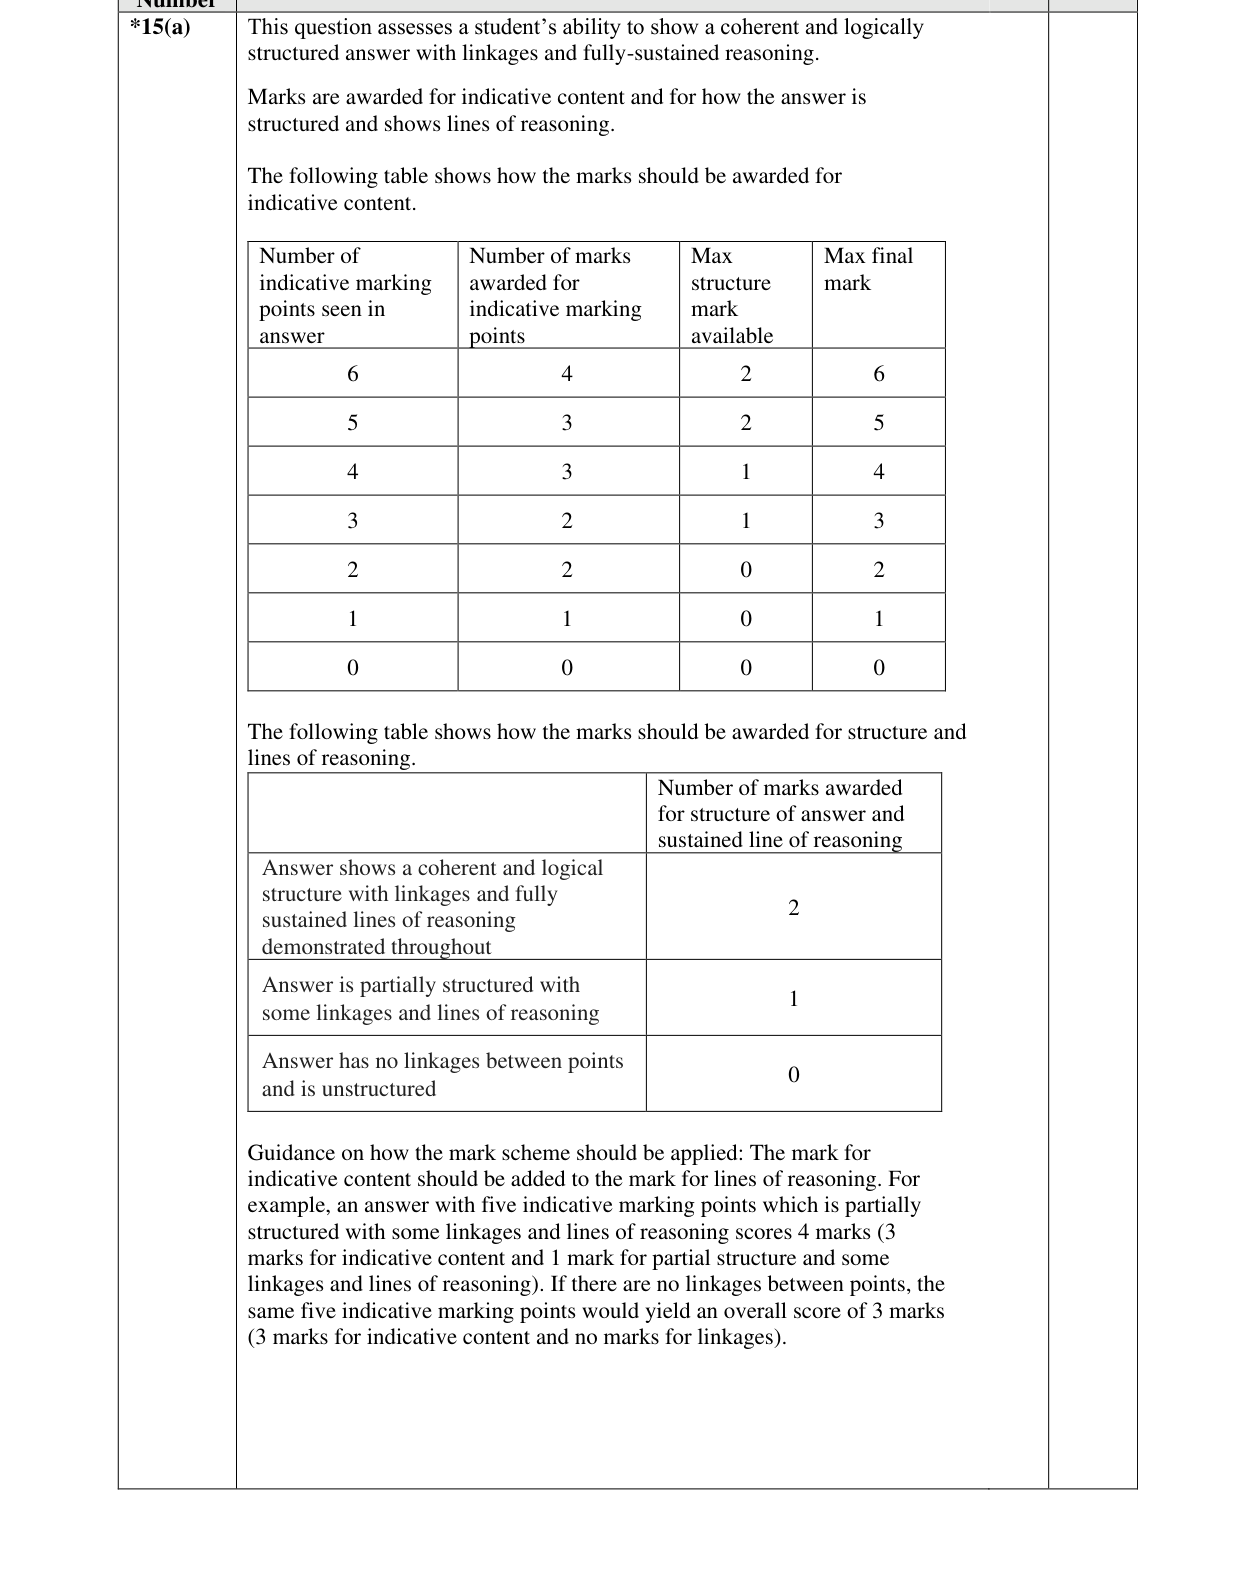 Number
*15(a)
This question assesses a student’s ability to show a coherent and logically
structured answer with linkages and fully-sustained reasoning.
Marks are awarded for indicative content and for how the answer is
structured and shows lines of reasoning.
The following table shows how the marks should be awarded for
indicative content.
Number of
indicative marking
points seen in
answer
Number of marks
awarded for
indicative marking
points
Max
structure
mark
available
Max final
mark
6 4 2 6
5 3 2 5
4 3 1 4
3 2 1 3
2 2 0 2
1 1 0 1
0 0 0 0
The following table shows how the marks should be awarded for structure and
lines of reasoning.
Number of marks awarded
for structure of answer and
sustained line of reasoning
Answer shows a coherent and logical
structure with linkages and fully
sustained lines of reasoning
demonstrated throughout
2
Answer is partially structured with
some linkages and lines of reasoning
1
Answer has no linkages between points
and is unstructured
0
Guidance on how the mark scheme should be applied: The mark for
indicative content should be added to the mark for lines of reasoning. For
example, an answer with five indicative marking points which is partially
structured with some linkages and lines of reasoning scores 4 marks (3
marks for indicative content and 1 mark for partial structure and some
linkages and lines of reasoning). If there are no linkages between points, the
same five indicative marking points would yield an overall score of 3 marks
(3 marks for indicative content and no marks for linkages).